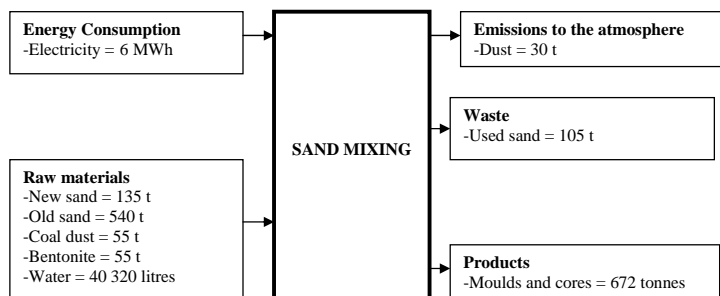 Energy Consumption
-Electricity = 6 MWh
Raw materials
-New sand = 135 t
-Old sand = 540 t
-Coal dust = 55 t
-Bentonite = 55 t
-Water = 40 320 litres
SAND MIXING
Emissions to the atmosphere
-Dust = 30 t
Waste
-Used sand = 105 t
Products
-Moulds and cores = 672 tonnes